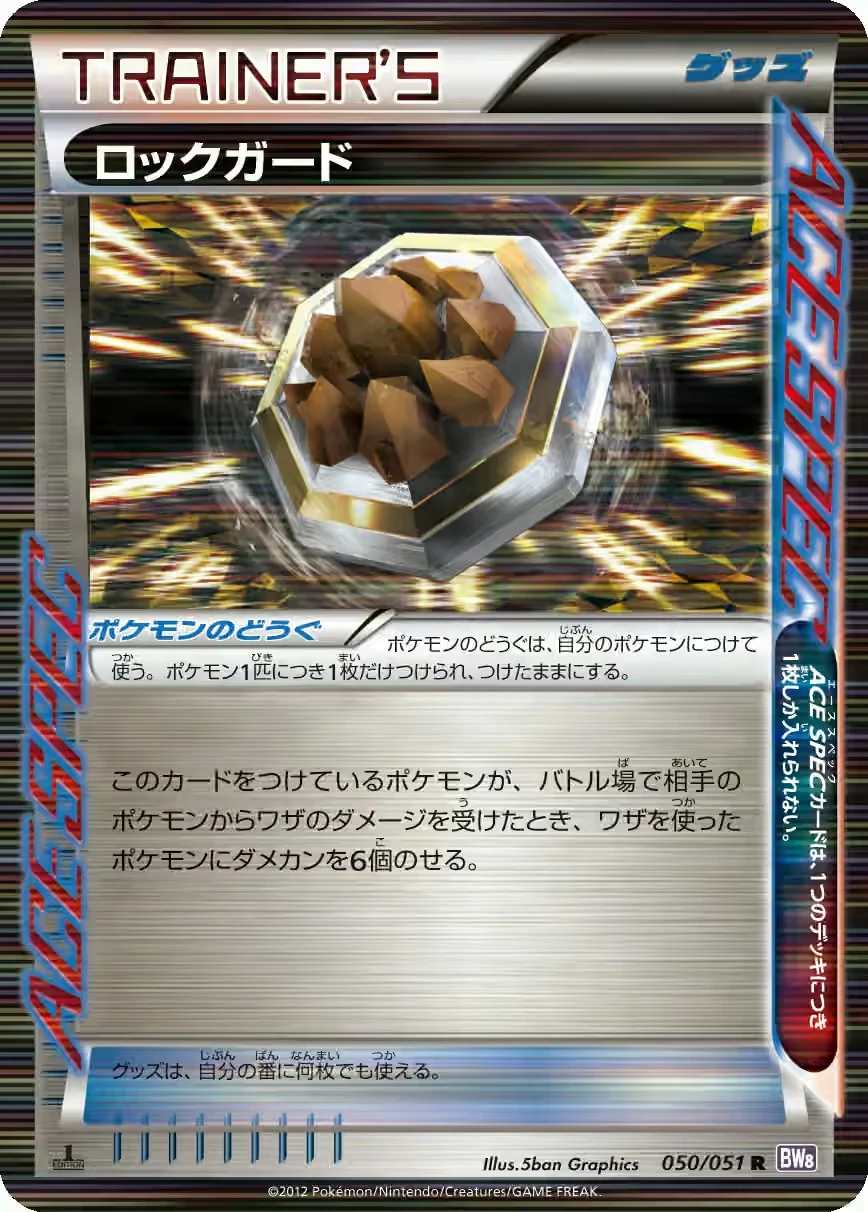 TRAINER'S
グッズ
ロックガード
ACE SPEC
ポケモンのどうぐ
ポケモンのどうぐは、自分のポケモンにつけて
使う。ポケモン1匹につき1枚だけつけられ、つけたままにする。
ACE SPECカードは、1つのデッキにつき
1枚しか入れられない。
このカードをつけているポケモンが、バトル場で相手の
ポケモンからワザのダメージを受けたとき、ワザを使った
ポケモンにダメカンを6個のせる。
ACE SPEC
グッズは、自分の番に何枚でも使える。
1 EDITION
Illus.5ban Graphics 050/051 R BW8
©2012 Pokémon/Nintendo/Creatures/GAME FREAK.